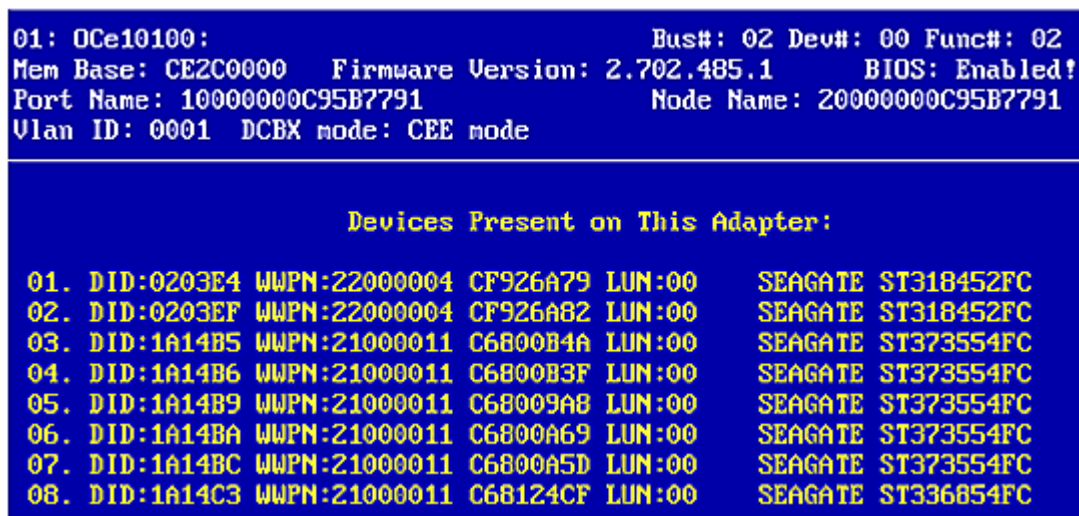 01: OCe10100: Bus#: 02 Dev#: 00 Func#: 02
Mem Base: CE2C0000 Firmware Version: 2.702.485.1 BIOS: Enabled!
Port Name: 10000000C95B7791 Node Name: 20000000C95B7791
Vlan ID: 0001 DCBX mode: CEE mode
Devices Present on This Adapter:
01. DID:0203E4 WWPN:22000004 CF926A79 LUN:00 SEAGATE ST318452FC
02. DID:0203EF WWPN:22000004 CF926A82 LUN:00 SEAGATE ST318452FC
03. DID:1A14B5 WWPN:21000011 C6800B4A LUN:00 SEAGATE ST373554FC
04. DID:1A14B6 WWPN:21000011 C6800B3F LUN:00 SEAGATE ST373554FC
05. DID:1A14B9 WWPN:21000011 C68009A8 LUN:00 SEAGATE ST373554FC
06. DID:1A14BA WWPN:21000011 C6800A69 LUN:00 SEAGATE ST373554FC
07. DID:1A14BC WWPN:21000011 C6800A5D LUN:00 SEAGATE ST373554FC
08. DID:1A14C3 WWPN:21000011 C68124CF LUN:00 SEAGATE ST336854FC